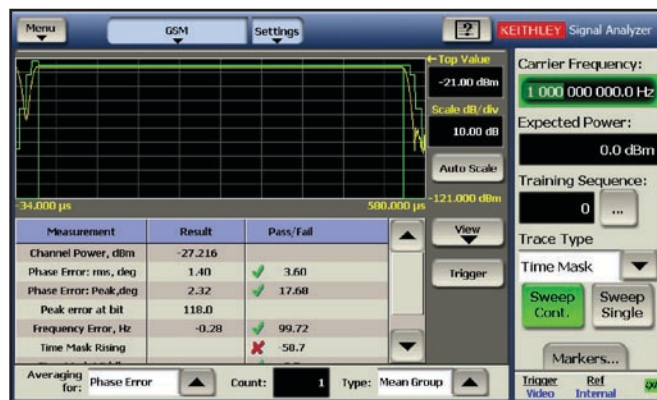 Menu
GSM
Settings
?
KEITHLEY Signal Analyzer
←Top Value
-21.00 dBm
Scale dB/div
10.00 dB
Auto Scale
-121.000 dBm
-34.000 µs
580.000 µs
View
Trigger
Measurement Result Pass/Fail
Channel Power, dBm -27.216
Phase Error: rms, deg 1.40 3.60
Phase Error: Peak,deg 2.32 17.68
Peak error at bit 118.0
Frequency Error, Hz -0.28 99.72
Time Mask Rising -58.7
Averaging for: Phase Error Count: 1 Type: Mean Group
Carrier Frequency:
1 000 000 000.0 Hz
Expected Power:
0.0 dBm
Training Sequence:
0 ...
Trace Type
Time Mask
Sweep Cont.
Sweep Single
Markers...
Trigger Ref
Video Internal